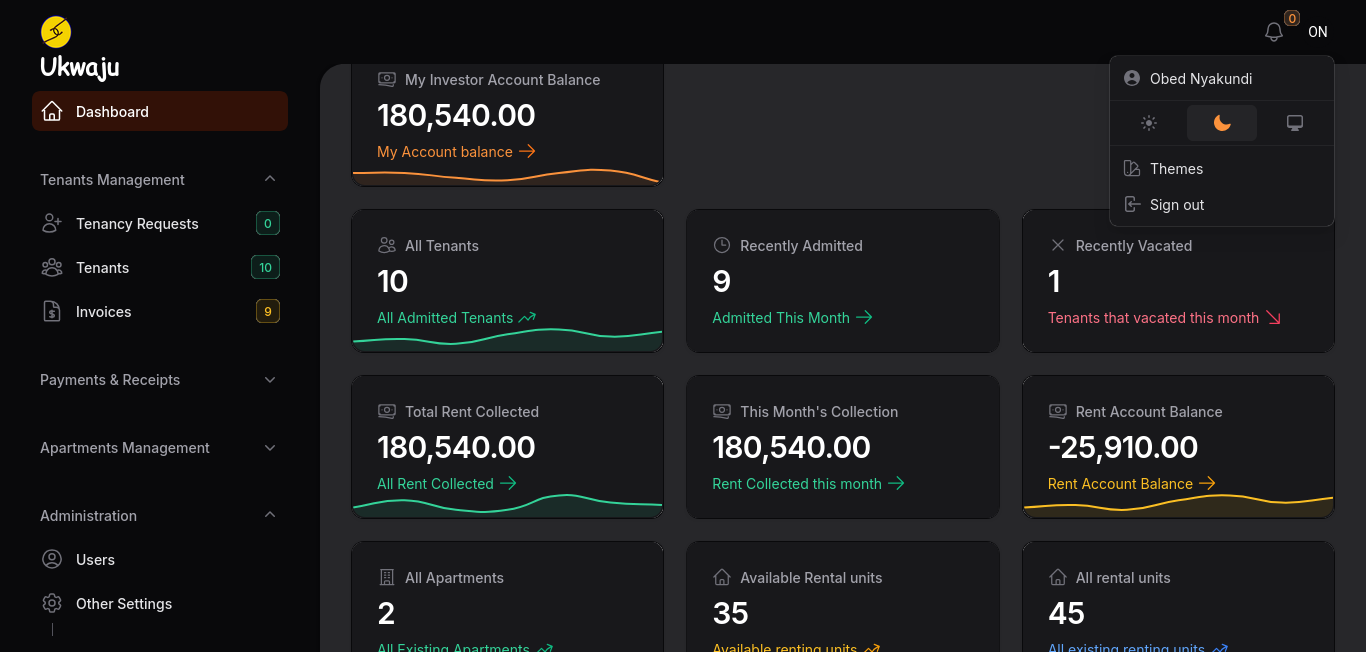 Ukwaju
0
ON
Dashboard
Tenants Management
Tenancy Requests
0
Tenants
10
Invoices
9
Payments & Receipts
Apartments Management
Administration
Users
Other Settings
Obed Nyakundi
Themes
Sign out
My Investor Account Balance
180,540.00
My Account balance
All Tenants
10
All Admitted Tenants
Recently Admitted
9
Admitted This Month
Recently Vacated
1
Tenants that vacated this month
Total Rent Collected
180,540.00
All Rent Collected
This Month's Collection
180,540.00
Rent Collected this month
Rent Account Balance
-25,910.00
Rent Account Balance
All Apartments
2
All Existing Apartments
Available Rental units
35
Available renting units
All rental units
45
All existing renting units